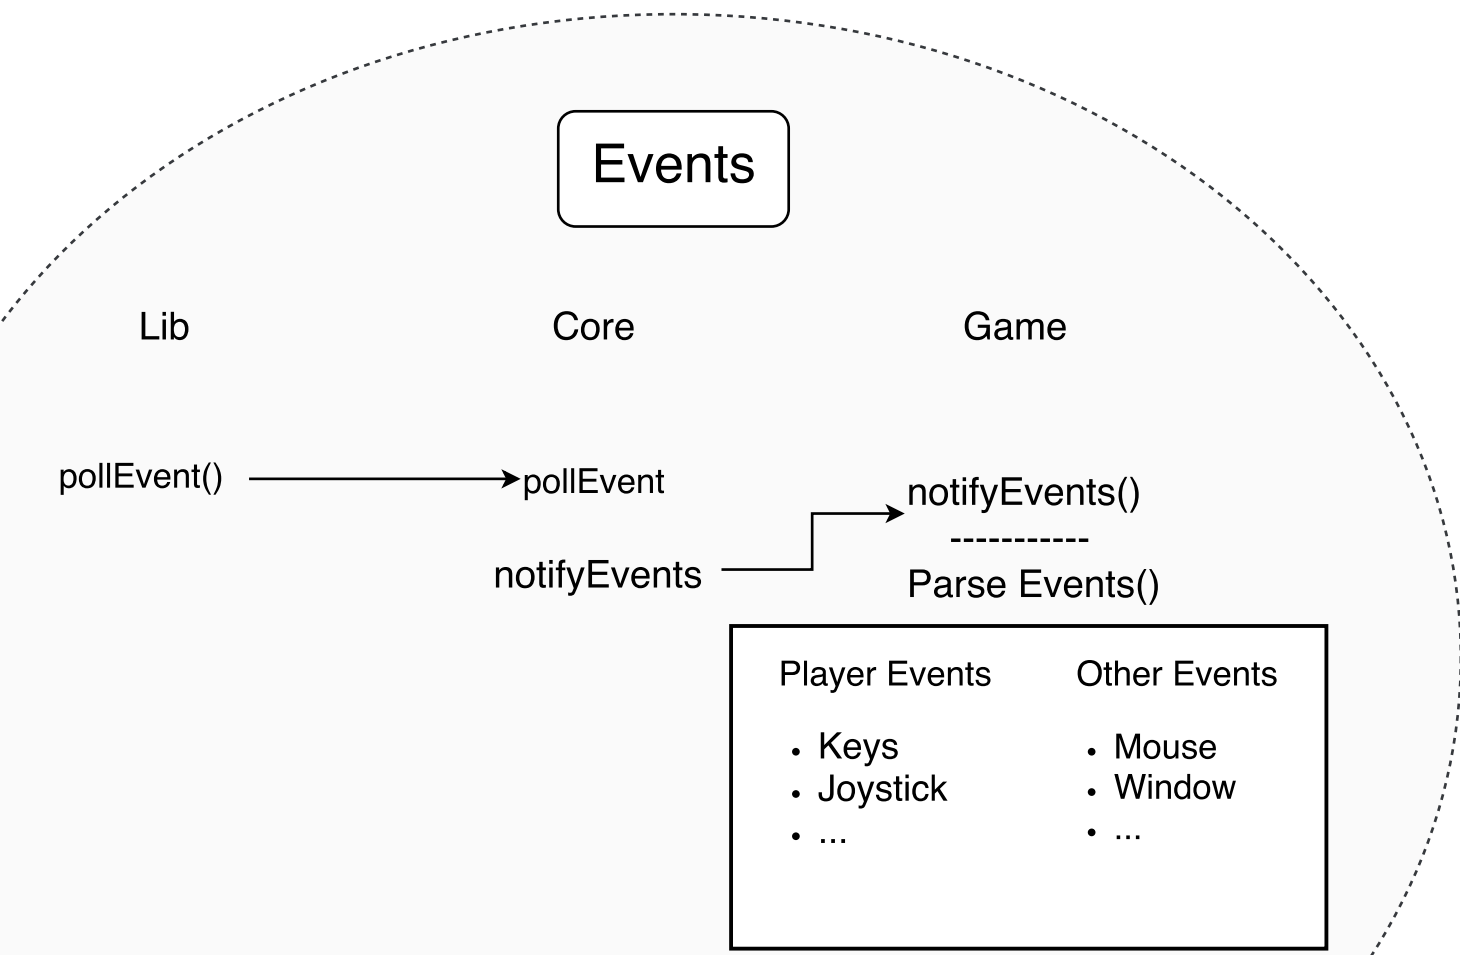 Events
Lib Core Game
pollEvent() pollEvent
notifyEvents()
-----------
notifyEvents
Parse Events()
Player Events Other Events
• Keys • Mouse
• Joystick • Window
• ... • ...